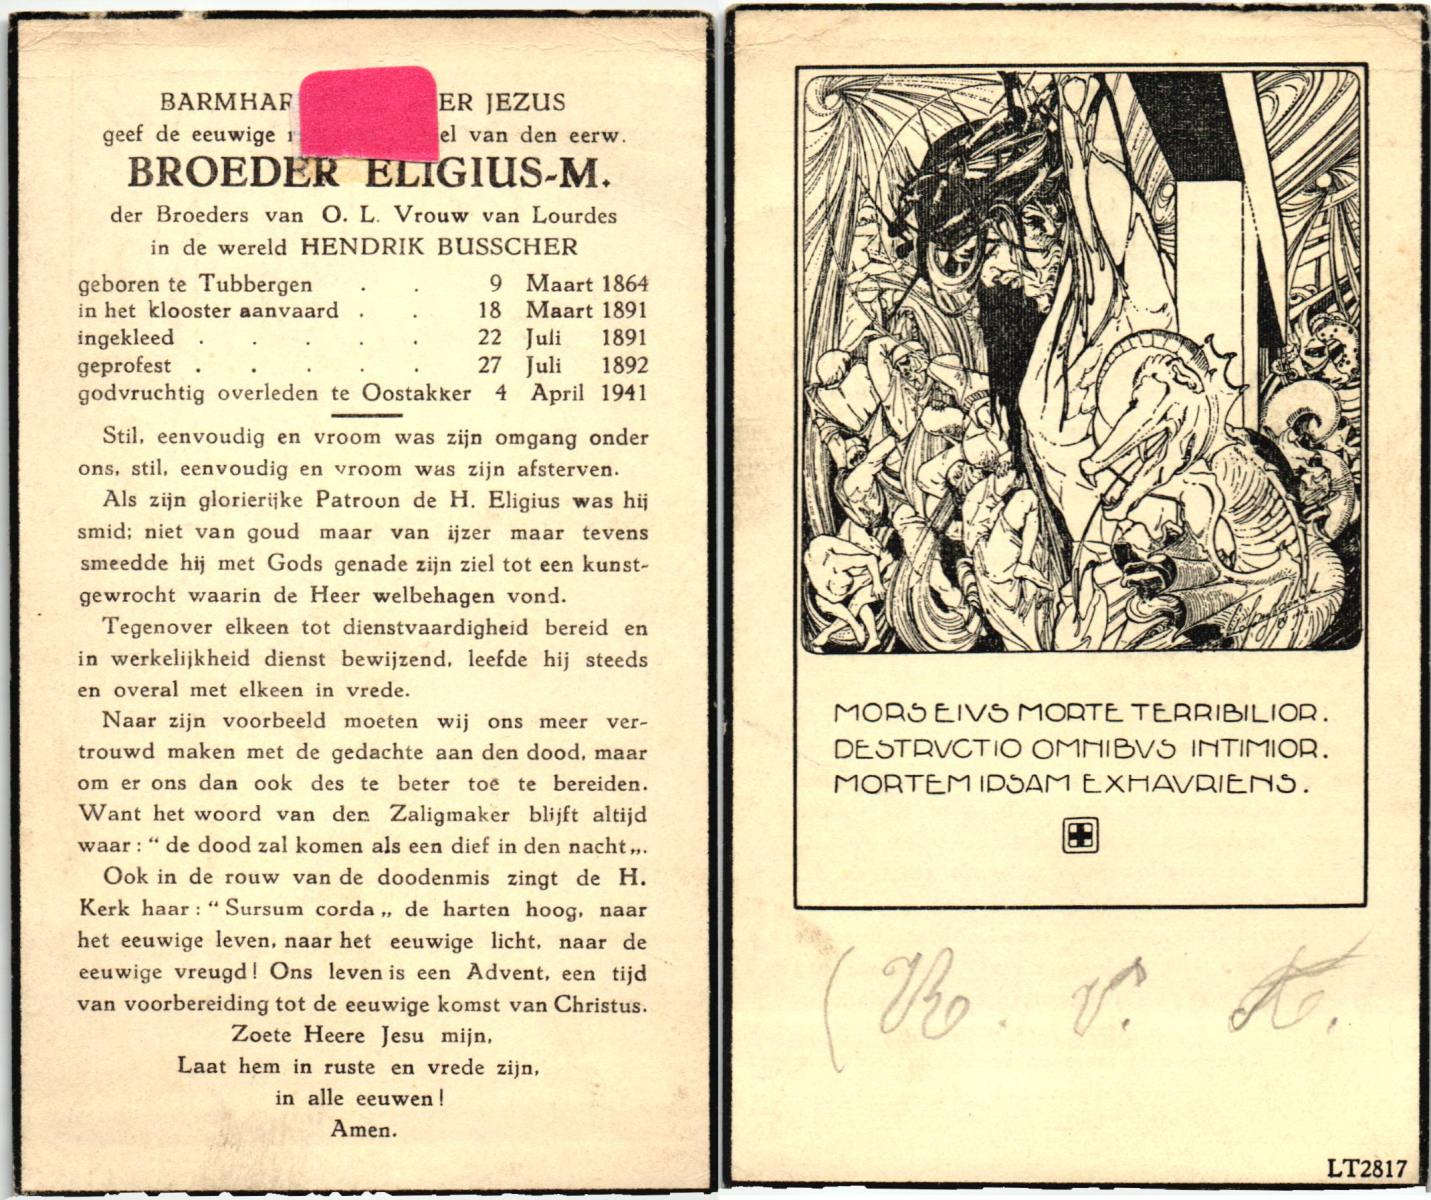 BARMHAR ER JEZUS
geef de eeuwige el van den eerw.
BROEDER ELIGIUS-M.
der Broeders van O. L. Vrouw van Lourdes
in de wereld HENDRIK BUSSCHER
geboren te Tubbergen . . 9 Maart 1864
in het klooster aanvaard . . 18 Maart 1891
ingekleed . . . . . 22 Juli 1891
geprofest . . . . . 27 Juli 1892
godvruchtig overleden te Oostakker 4 April 1941
Stil, eenvoudig en vroom was zijn omgang onder
ons, stil, eenvoudig en vroom was zijn afsterven.
Als zijn glorierijke Patroon de H. Eligius was hij
smid; niet van goud maar van ijzer maar tevens
smeedde hij met Gods genade zijn ziel tot een kunst-
gewrocht waarin de Heer welbehagen vond.
Tegenover elkeen tot dienstvaardigheid bereid en
in werkelijkheid dienst bewijzend, leefde hij steeds
en overal met elkeen in vrede.
Naar zijn voorbeeld moeten wij ons meer ver-
trouwd maken met de gedachte aan den dood, maar
om er ons dan ook des te beter toe te bereiden.
Want het woord van den Zaligmaker blijft altijd
waar : “ de dood zal komen als een dief in den nacht„.
Ook in de rouw van de doodenmis zingt de H.
Kerk haar : “ Sursum corda „ de harten hoog, naar
het eeuwige leven, naar het eeuwige licht, naar de
eeuwige vreugd ! Ons leven is een Advent, een tijd
van voorbereiding tot de eeuwige komst van Christus.
Zoete Heere Jesu mijn,
Laat hem in ruste en vrede zijn,
in alle eeuwen !
Amen.
MORS EIVS MORTE TERRIBILIOR.
DESTRVCTIO OMNIBVS INTIMIOR.
MORTEM IPSAM EXHAVRIENS.
(R. v. K.
LT2817